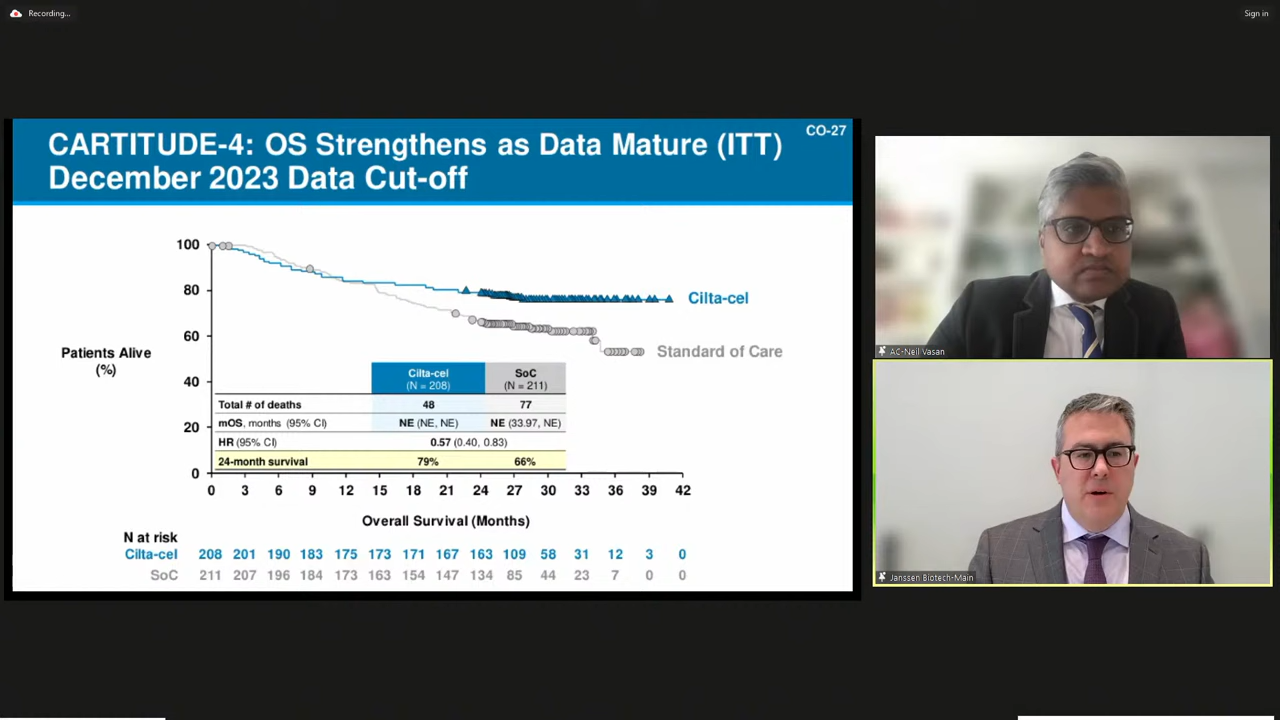 Recording...
Sign in
CARTITUDE-4: OS Strengthens as Data Mature (ITT)
December 2023 Data Cut-off
CO-27
100
80
60
40
20
0
Patients Alive
(%)
Cilta-cel
Standard of Care
Cilta-cel SoC
(N = 208) (N = 211)
Total # of deaths 48 77
mOS, months (95% CI) NE (NE, NE) NE (33.97, NE)
HR (95% CI) 0.57 (0.40, 0.83)
24-month survival 79% 66%
0 3 6 9 12 15 18 21 24 27 30 33 36 39 42
Overall Survival (Months)
N at risk
Cilta-cel 208 201 190 183 175 173 171 167 163 109 58 31 12 3 0
SoC 211 207 196 184 173 163 154 147 134 85 44 23 7 0 0
AC-Neil Vasan
Janssen Biotech-Main